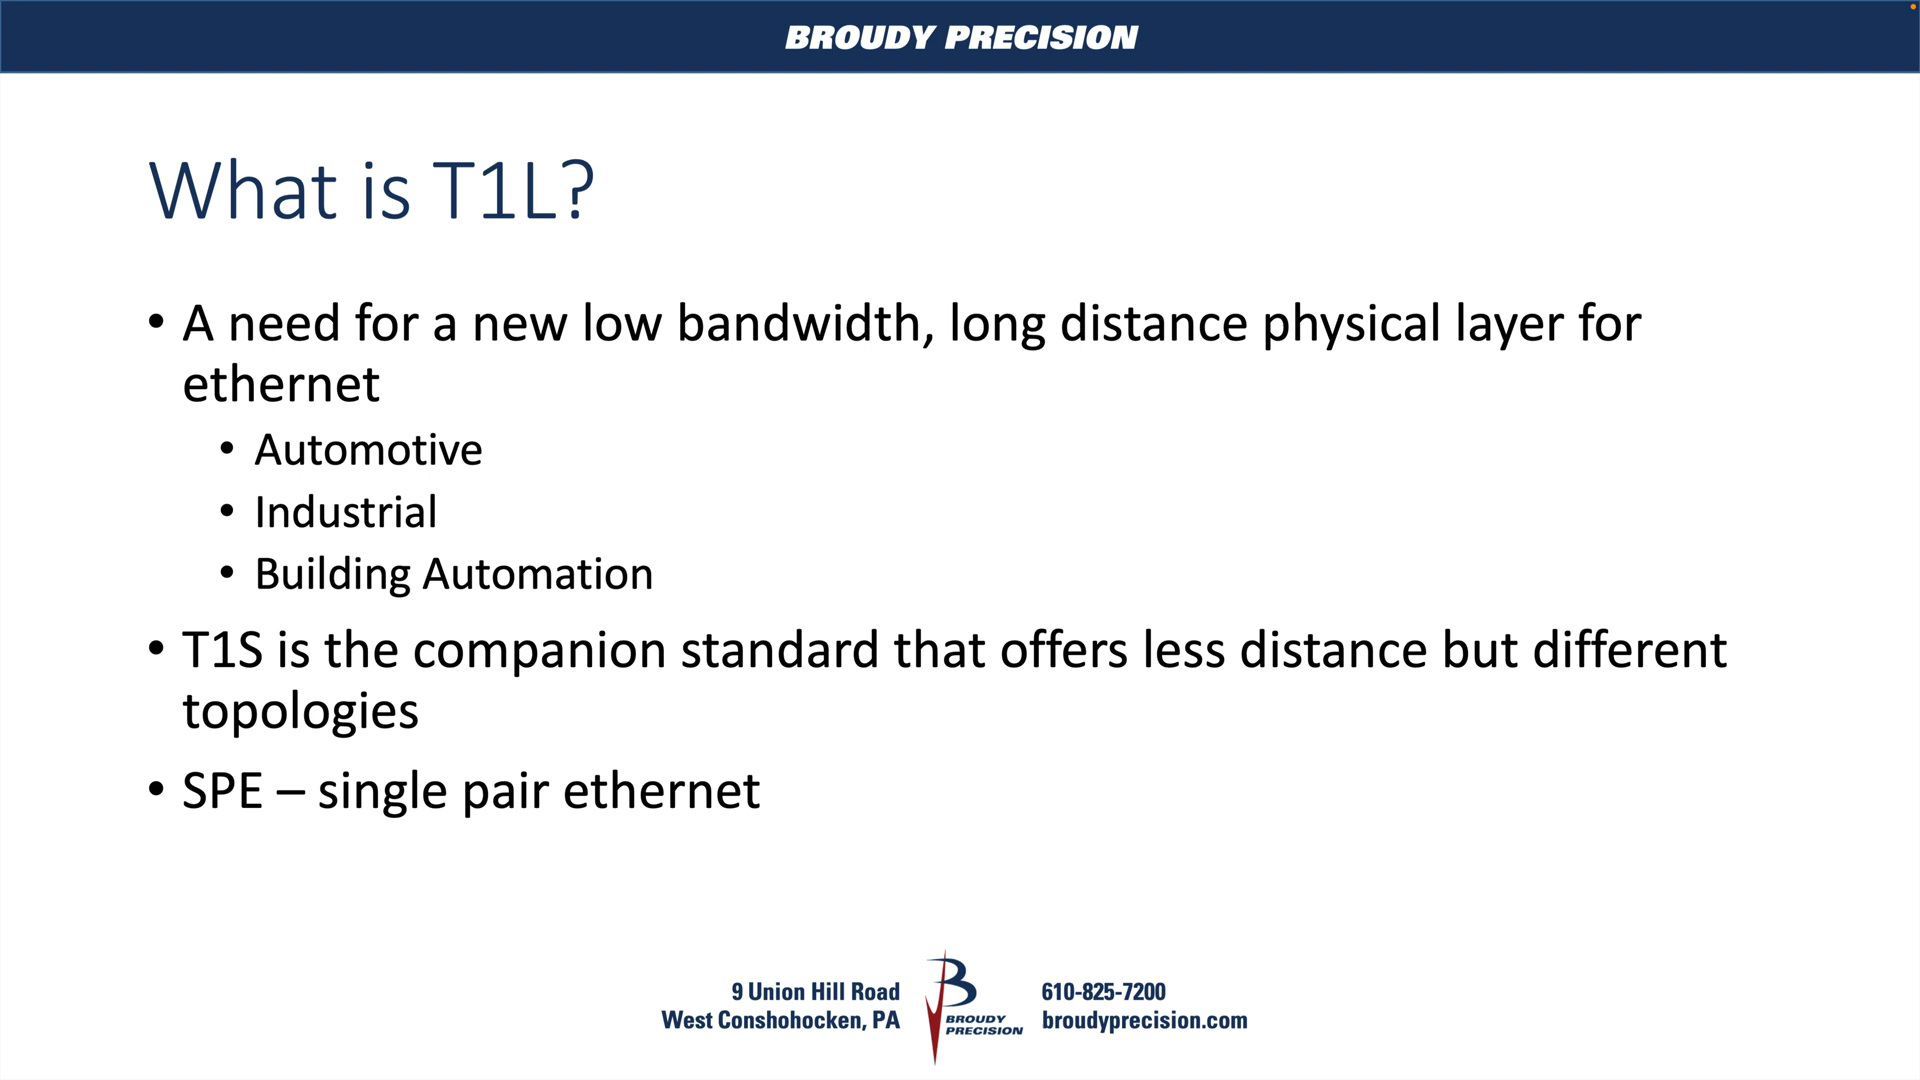 BROUDY PRECISION
What is T1L?
• A need for a new low bandwidth, long distance physical layer for
ethernet
• Automotive
• Industrial
• Building Automation
• T1S is the companion standard that offers less distance but different
topologies
• SPE – single pair ethernet
9 Union Hill Road
West Conshohocken, PA
B
BROUDY
PRECISION
610-825-7200
broudyprecision.com